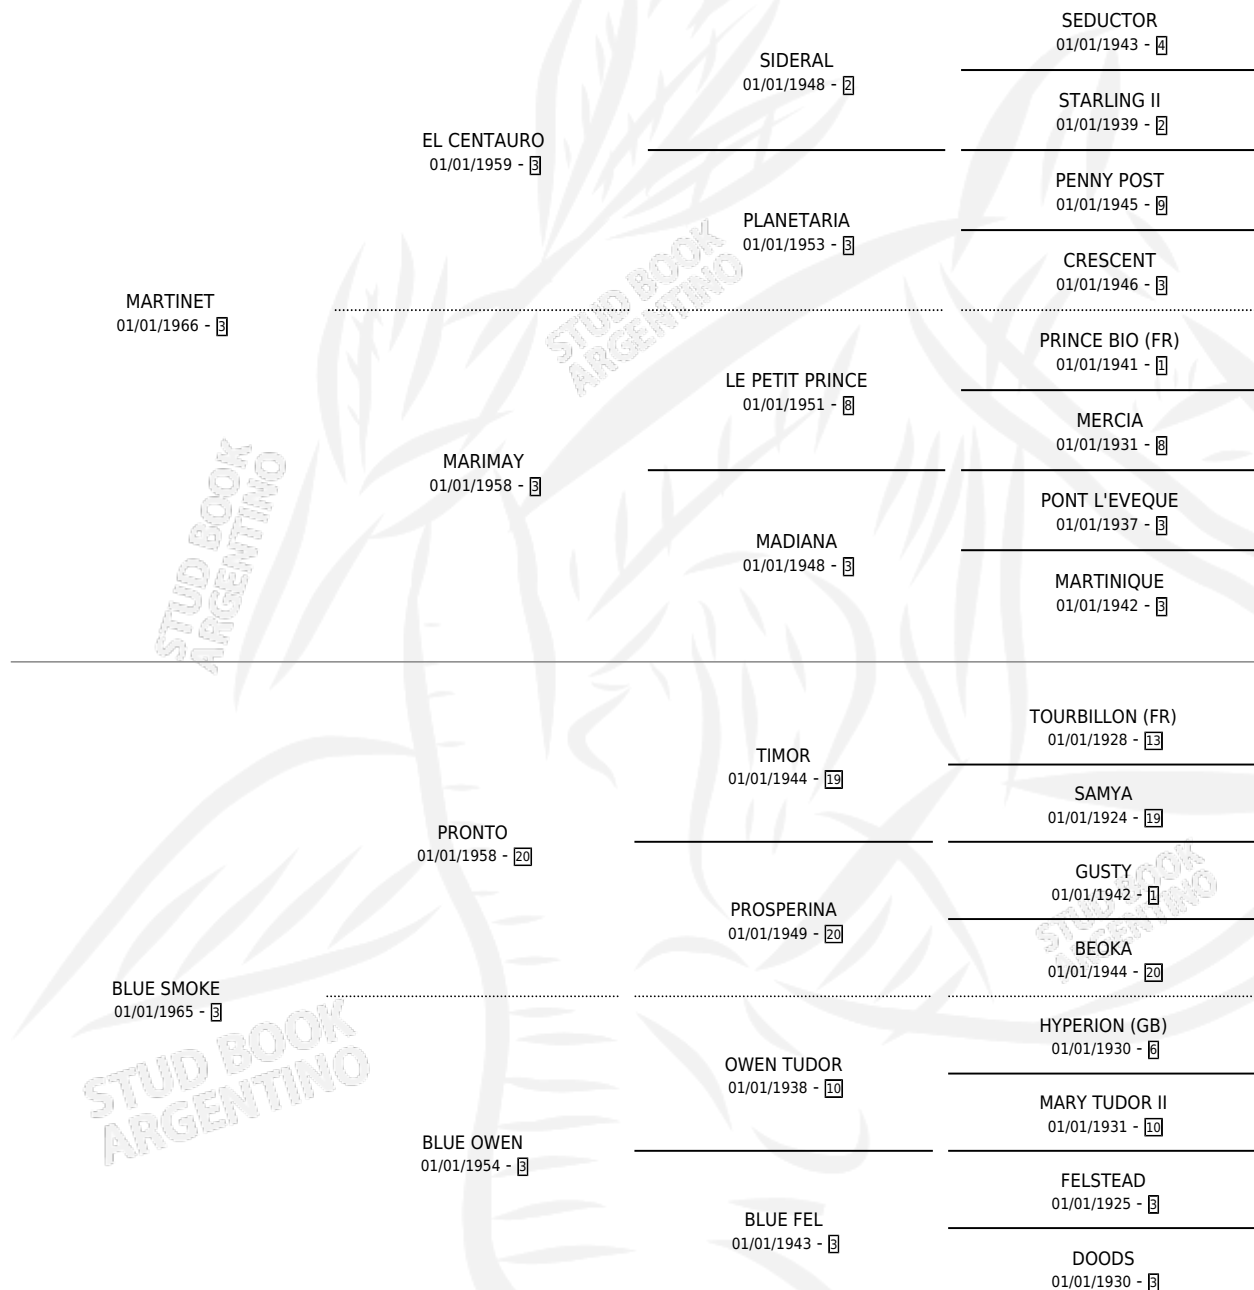 SEDUCTOR
01/01/1943 - 4
SIDERAL
01/01/1948 - 2
STARLING II
01/01/1939 - 2
EL CENTAURO
01/01/1959 - 3
PENNY POST
01/01/1945 - 9
PLANETARIA
01/01/1953 - 3
CRESCENT
01/01/1946 - 3
MARTINET
01/01/1966 - 3
PRINCE BIO (FR)
01/01/1941 - 1
LE PETIT PRINCE
01/01/1951 - 8
MERCIA
01/01/1931 - 8
MARIMAY
01/01/1958 - 3
PONT L'EVEQUE
01/01/1937 - 3
MADIANA
01/01/1948 - 3
MARTINIQUE
01/01/1942 - 3
TOURBILLON (FR)
01/01/1928 - 13
TIMOR
01/01/1944 - 19
SAMYA
01/01/1924 - 19
PRONTO
01/01/1958 - 20
GUSTY
01/01/1942 - 1
PROSPERINA
01/01/1949 - 20
BEOKA
01/01/1944 - 20
BLUE SMOKE
01/01/1965 - 3
HYPERION (GB)
01/01/1930 - 6
OWEN TUDOR
01/01/1938 - 10
MARY TUDOR II
01/01/1931 - 10
BLUE OWEN
01/01/1954 - 3
FELSTEAD
01/01/1925 - 3
BLUE FEL
01/01/1943 - 3
DOODS
01/01/1930 - 3
STUD BOOK
ARGENTINO
STUD BOOK
ARGENTINO
STUD BOOK
ARGENTINO
STUD BOOK
ARGENTINO